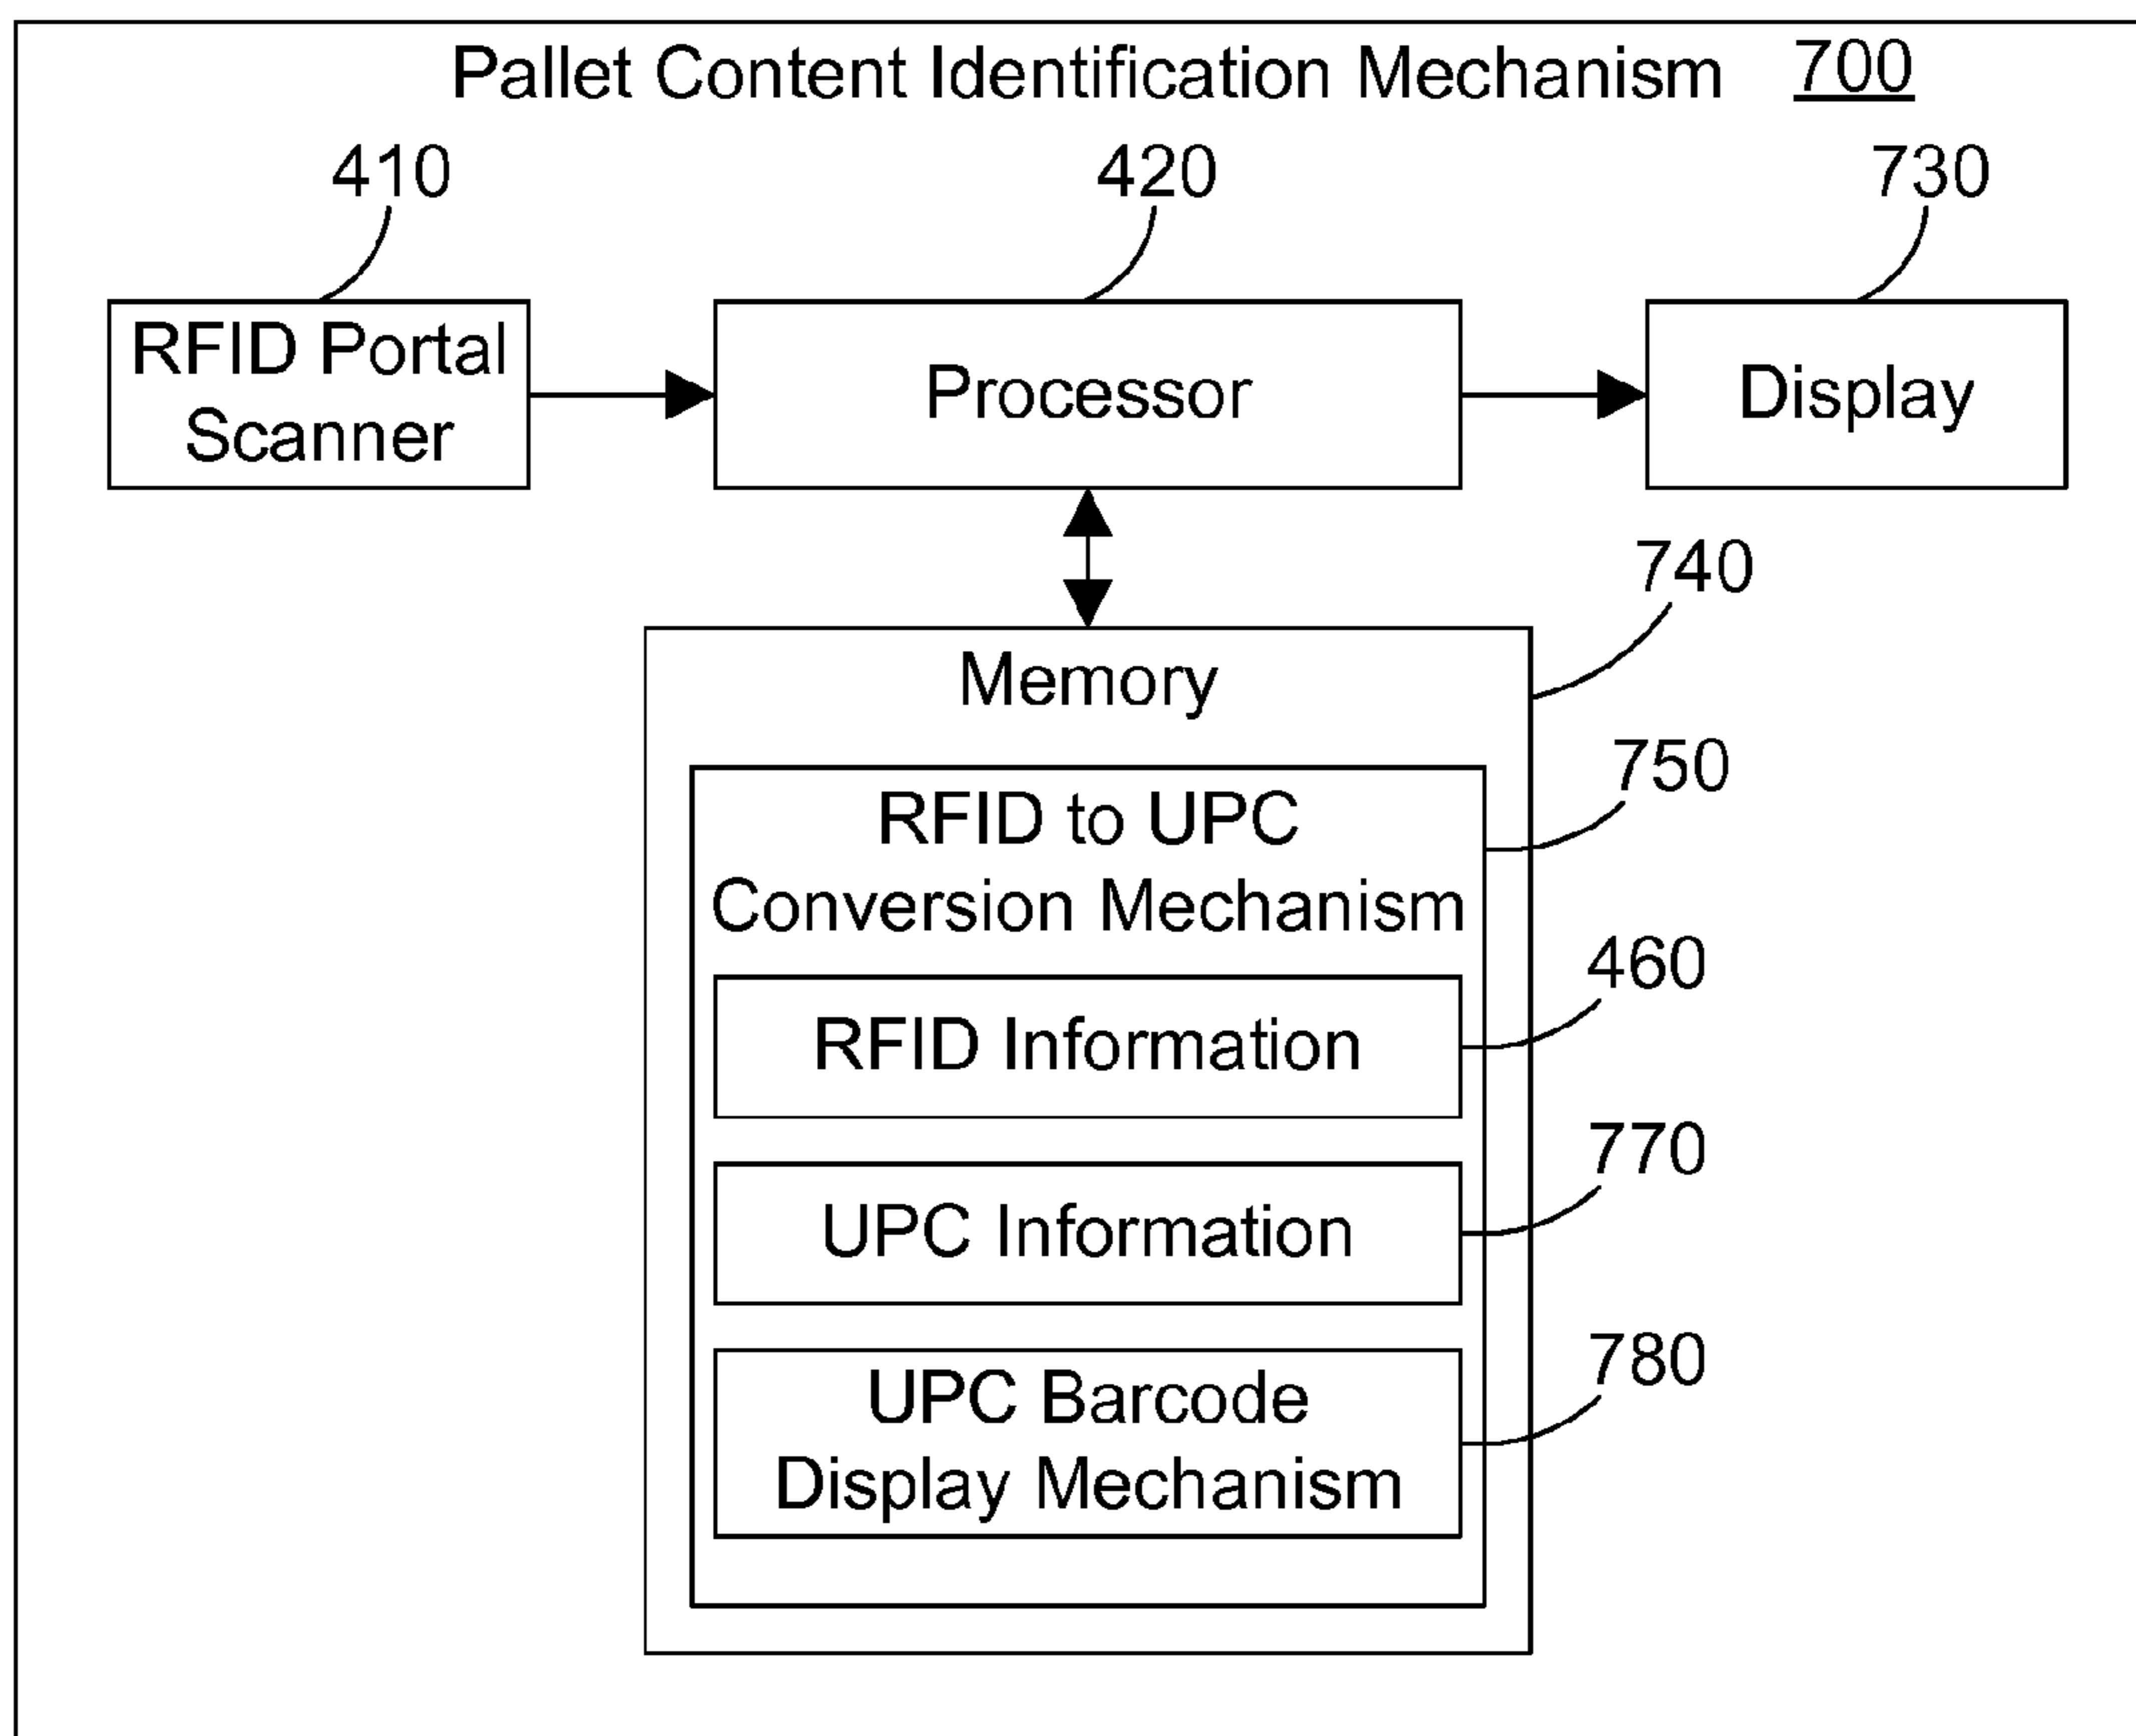 Pallet Content Identification Mechanism 700
410
420
730
RFID Portal
Scanner
Processor
Display
740
Memory
750
RFID to UPC
Conversion Mechanism
460
RFID Information
770
UPC Information
780
UPC Barcode
Display Mechanism